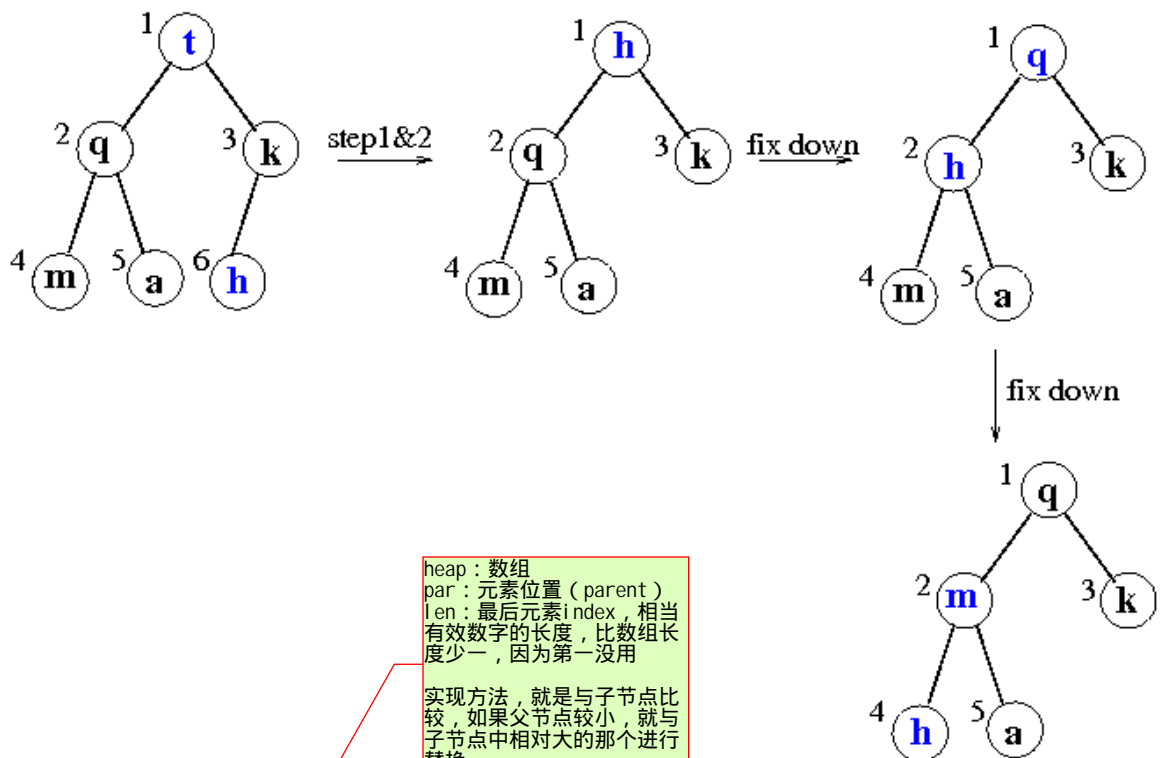 1 t
2 q
3 k
4 m
5 a
6 h
step1&2
1 h
2 q
3 k
4 m
5 a
fix down
1 q
2 h
3 k
4 m
5 a
fix down
1 q
2 m
3 k
4 h
5 a
heap：数组
par：元素位置（parent）
len：最后元素index，相当
有效数字的长度，比数组长
度少一，因为第一没用
实现方法，就是与子节点比
较，如果父节点较小，就与
子节点中相对大的那个进行